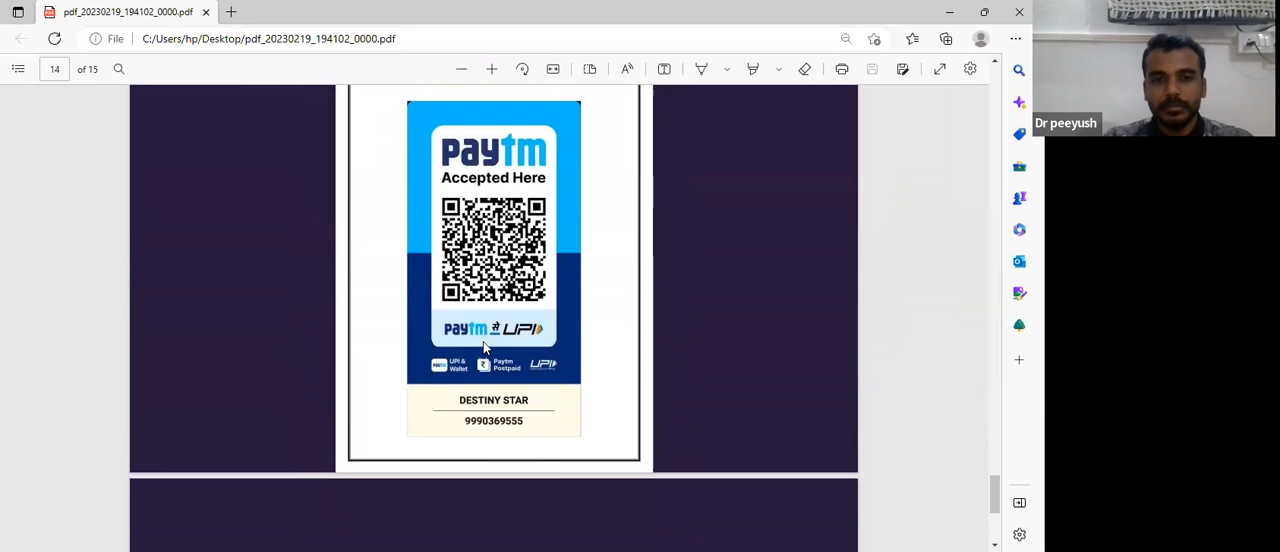 pdf_20230219_194102_0000.pdf
File
C:/Users/hp/Desktop/pdf_20230219_194102_0000.pdf
14 of 15
Dr peeyush
paytm
Accepted Here
paytm से UPI
paytm UPI & Wallet
Paytm Postpaid
UPI
DESTINY STAR
9990369555